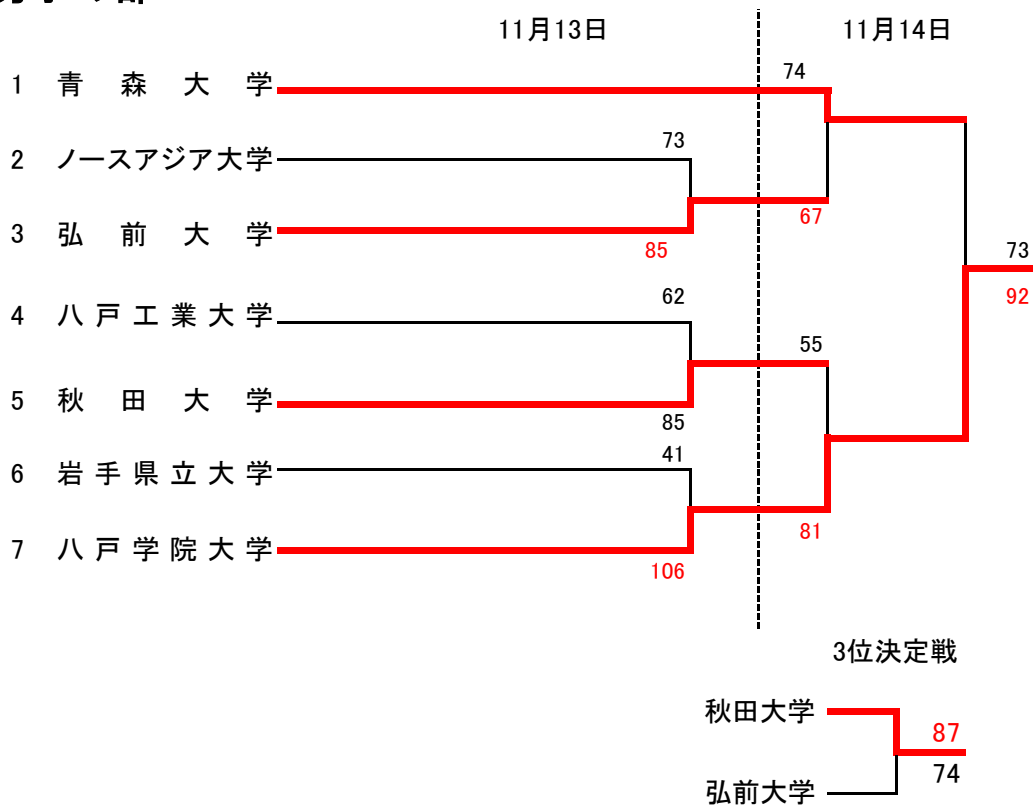 11月13日 11月14日
74
1 青森大学
73
2 ノースアジア大学
67
3 弘前大学
85
73
62
92
4 八戸工業大学
55
5 秋田大学
85
41
6 岩手県立大学
81
7 八戸学院大学
106
3位決定戦
秋田大学
87
74
弘前大学